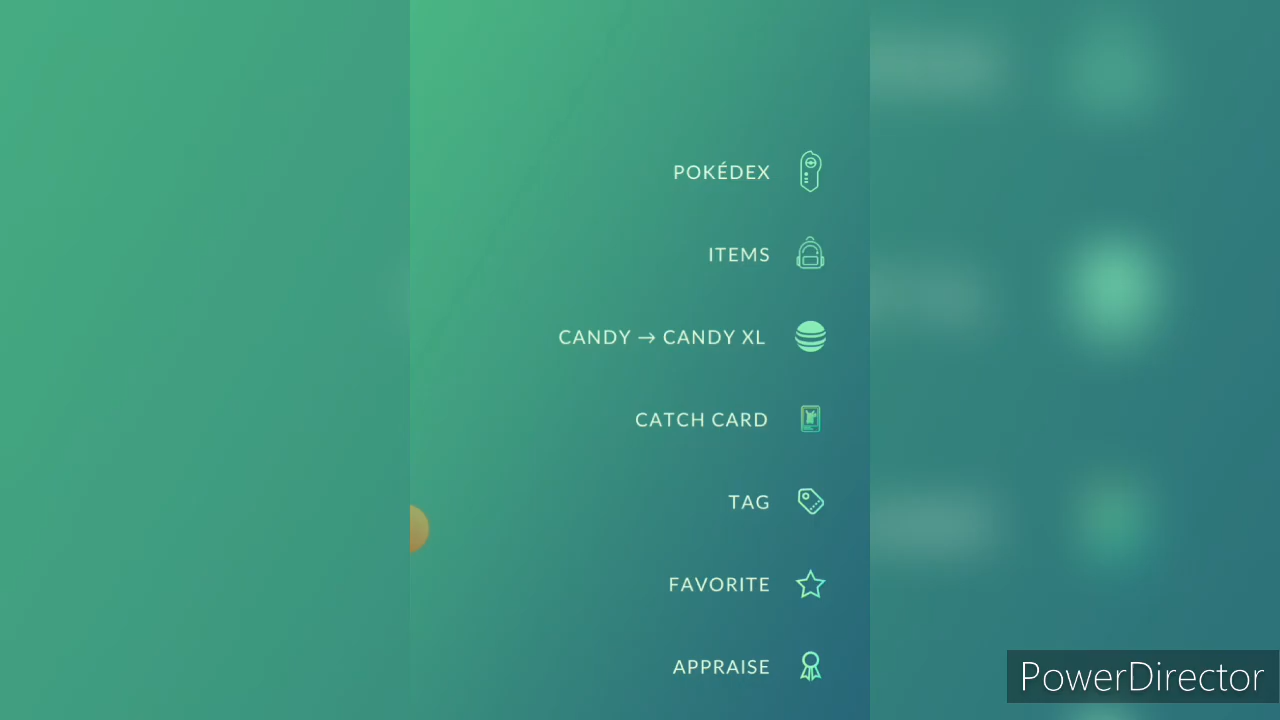 POKÉDEX
ITEMS
CANDY → CANDY XL
CATCH CARD
TAG
FAVORITE
APPRAISE
PowerDirector